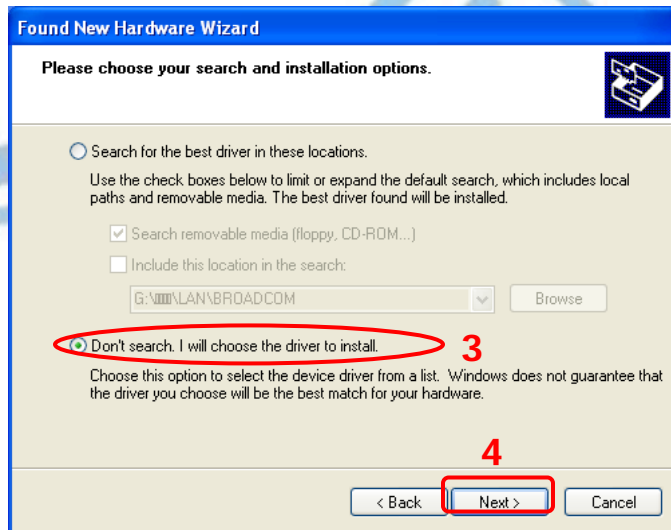 Found New Hardware Wizard
Please choose your search and installation options.
Search for the best driver in these locations.
Use the check boxes below to limit or expand the default search, which includes local
paths and removable media. The best driver found will be installed.
Search removable media (floppy, CD-ROM...)
Include this location in the search:
LAN\BROADCOM
Browse
Don't search. I will choose the driver to install.
3
Choose this option to select the device driver from a list. Windows does not guarantee that
the driver you choose will be the best match for your hardware.
4
< Back
Next >
Cancel